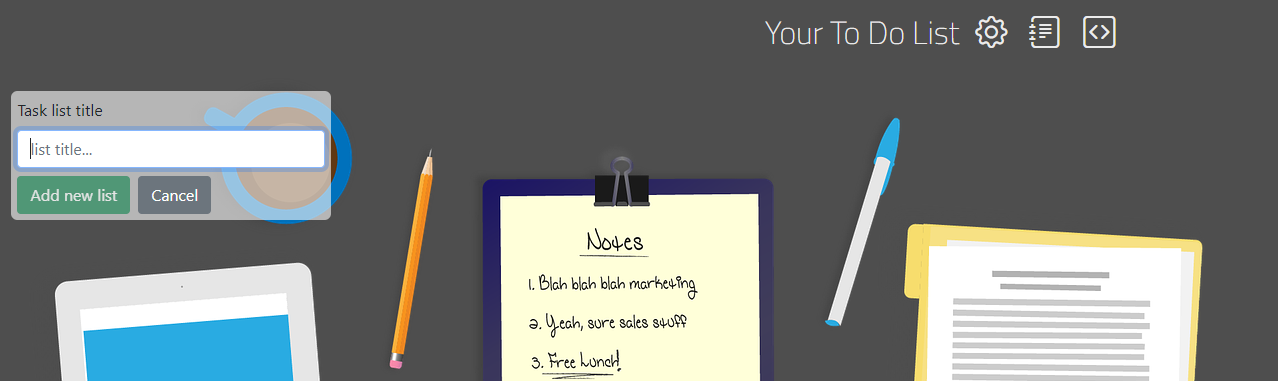 Your To Do List
Task list title
list title...
Add new list
Cancel
Notes
1. Blah blah blah marketing
2. Yeah, sure sales stuff
3. Free Lunch!